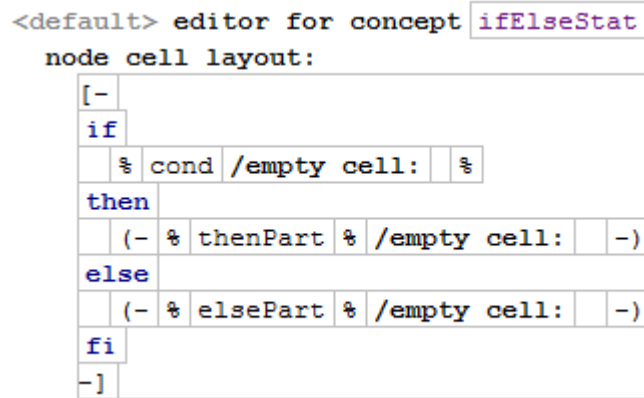 <default> editor for concept ifElseStat
node cell layout:
[-
if
% cond /empty cell: %
then
(- % thenPart % /empty cell: -)
else
(- % elsePart % /empty cell: -)
fi
-]